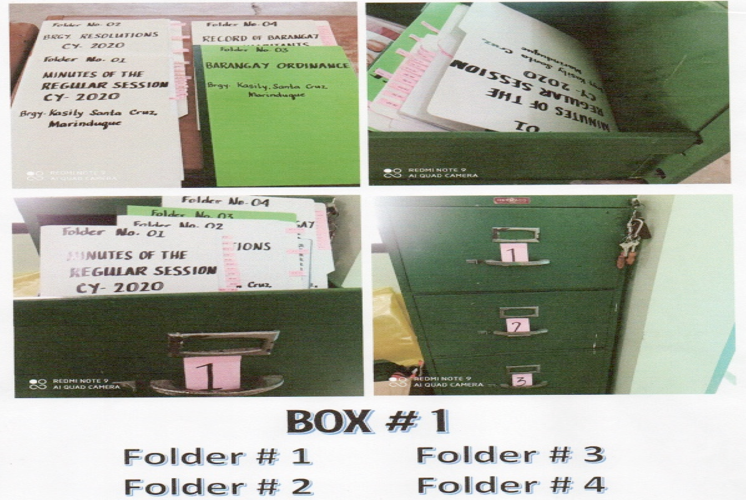 Folder No. 02
BRGY RESOLUTIONS
CY- 2020
Folder No. 01
MINUTES OF THE
REGULAR SESSION
CY- 2020
Brgy. Kasily Santa Cruz,
Marinduque
Folder No. 04
RECORD OF BARANGAY
Folder No. 03
BARANGAY ORDINANCE
Brgy. Kasily, Santa Cruz
Marinduque
REDMI NOTE 9
AI QUAD CAMERA
01
MINUTES OF THE
REGULAR SESSION
CY- 2020
Brgy Kasily Santa Cruz,
Marinduque
REDMI NOTE 9
AI QUAD CAMERA
Folder No. 04
Folder No. 03
Folder No. 02
Folder No. 01
MINUTES OF THE
REGULAR SESSION
CY- 2020
IONS
GAY
Cruz
1
REDMI NOTE 9
AI QUAD CAMERA
1
2
3
REDMI NOTE 9
AI QUAD CAMERA
BOX # 1
Folder # 1
Folder # 3
Folder # 2
Folder # 4